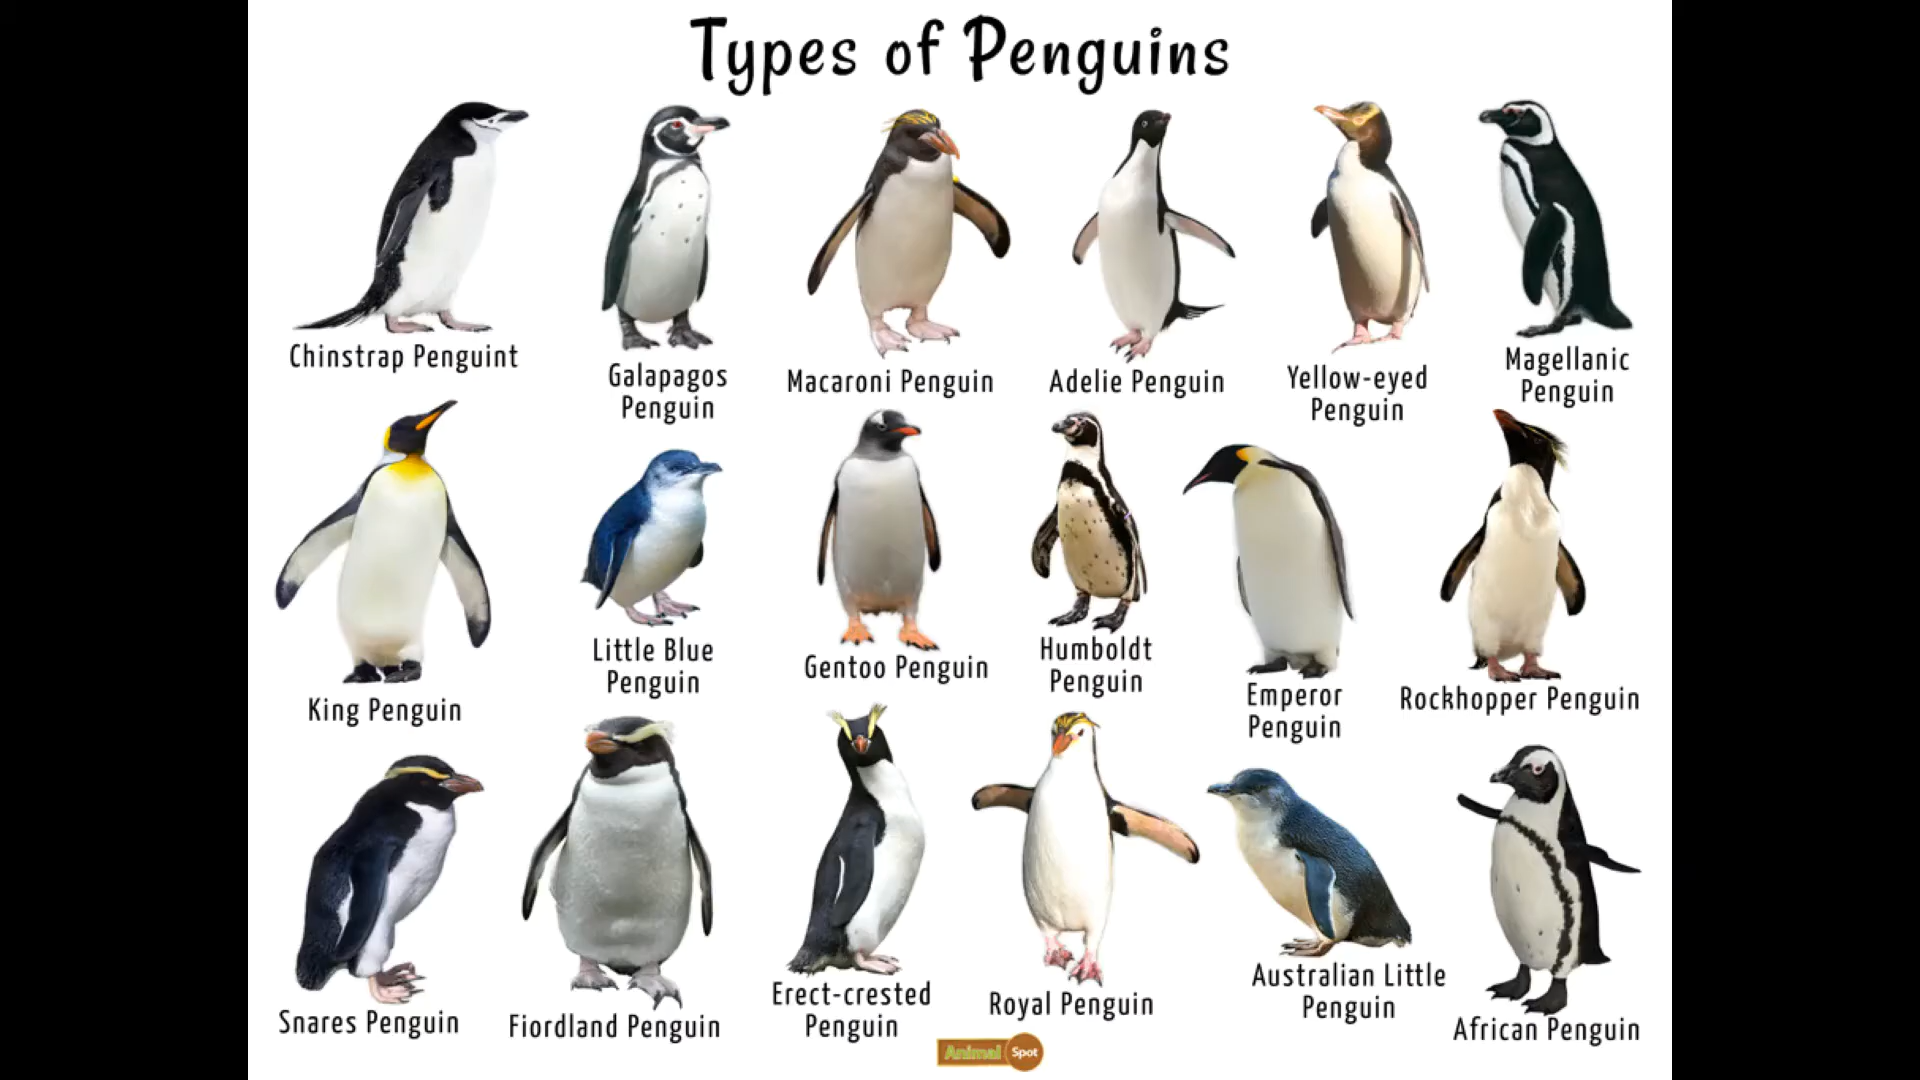 Types of Penguins
Chinstrap Penguint
Galapagos
Penguin
Macaroni Penguin
Adelie Penguin
Yellow-eyed
Penguin
Magellanic
Penguin
King Penguin
Little Blue
Penguin
Gentoo Penguin
Humboldt
Penguin
Emperor
Penguin
Rockhopper Penguin
Snares Penguin
Fiordland Penguin
Erect-crested
Penguin
Royal Penguin
Australian Little
Penguin
African Penguin
Animal Spot